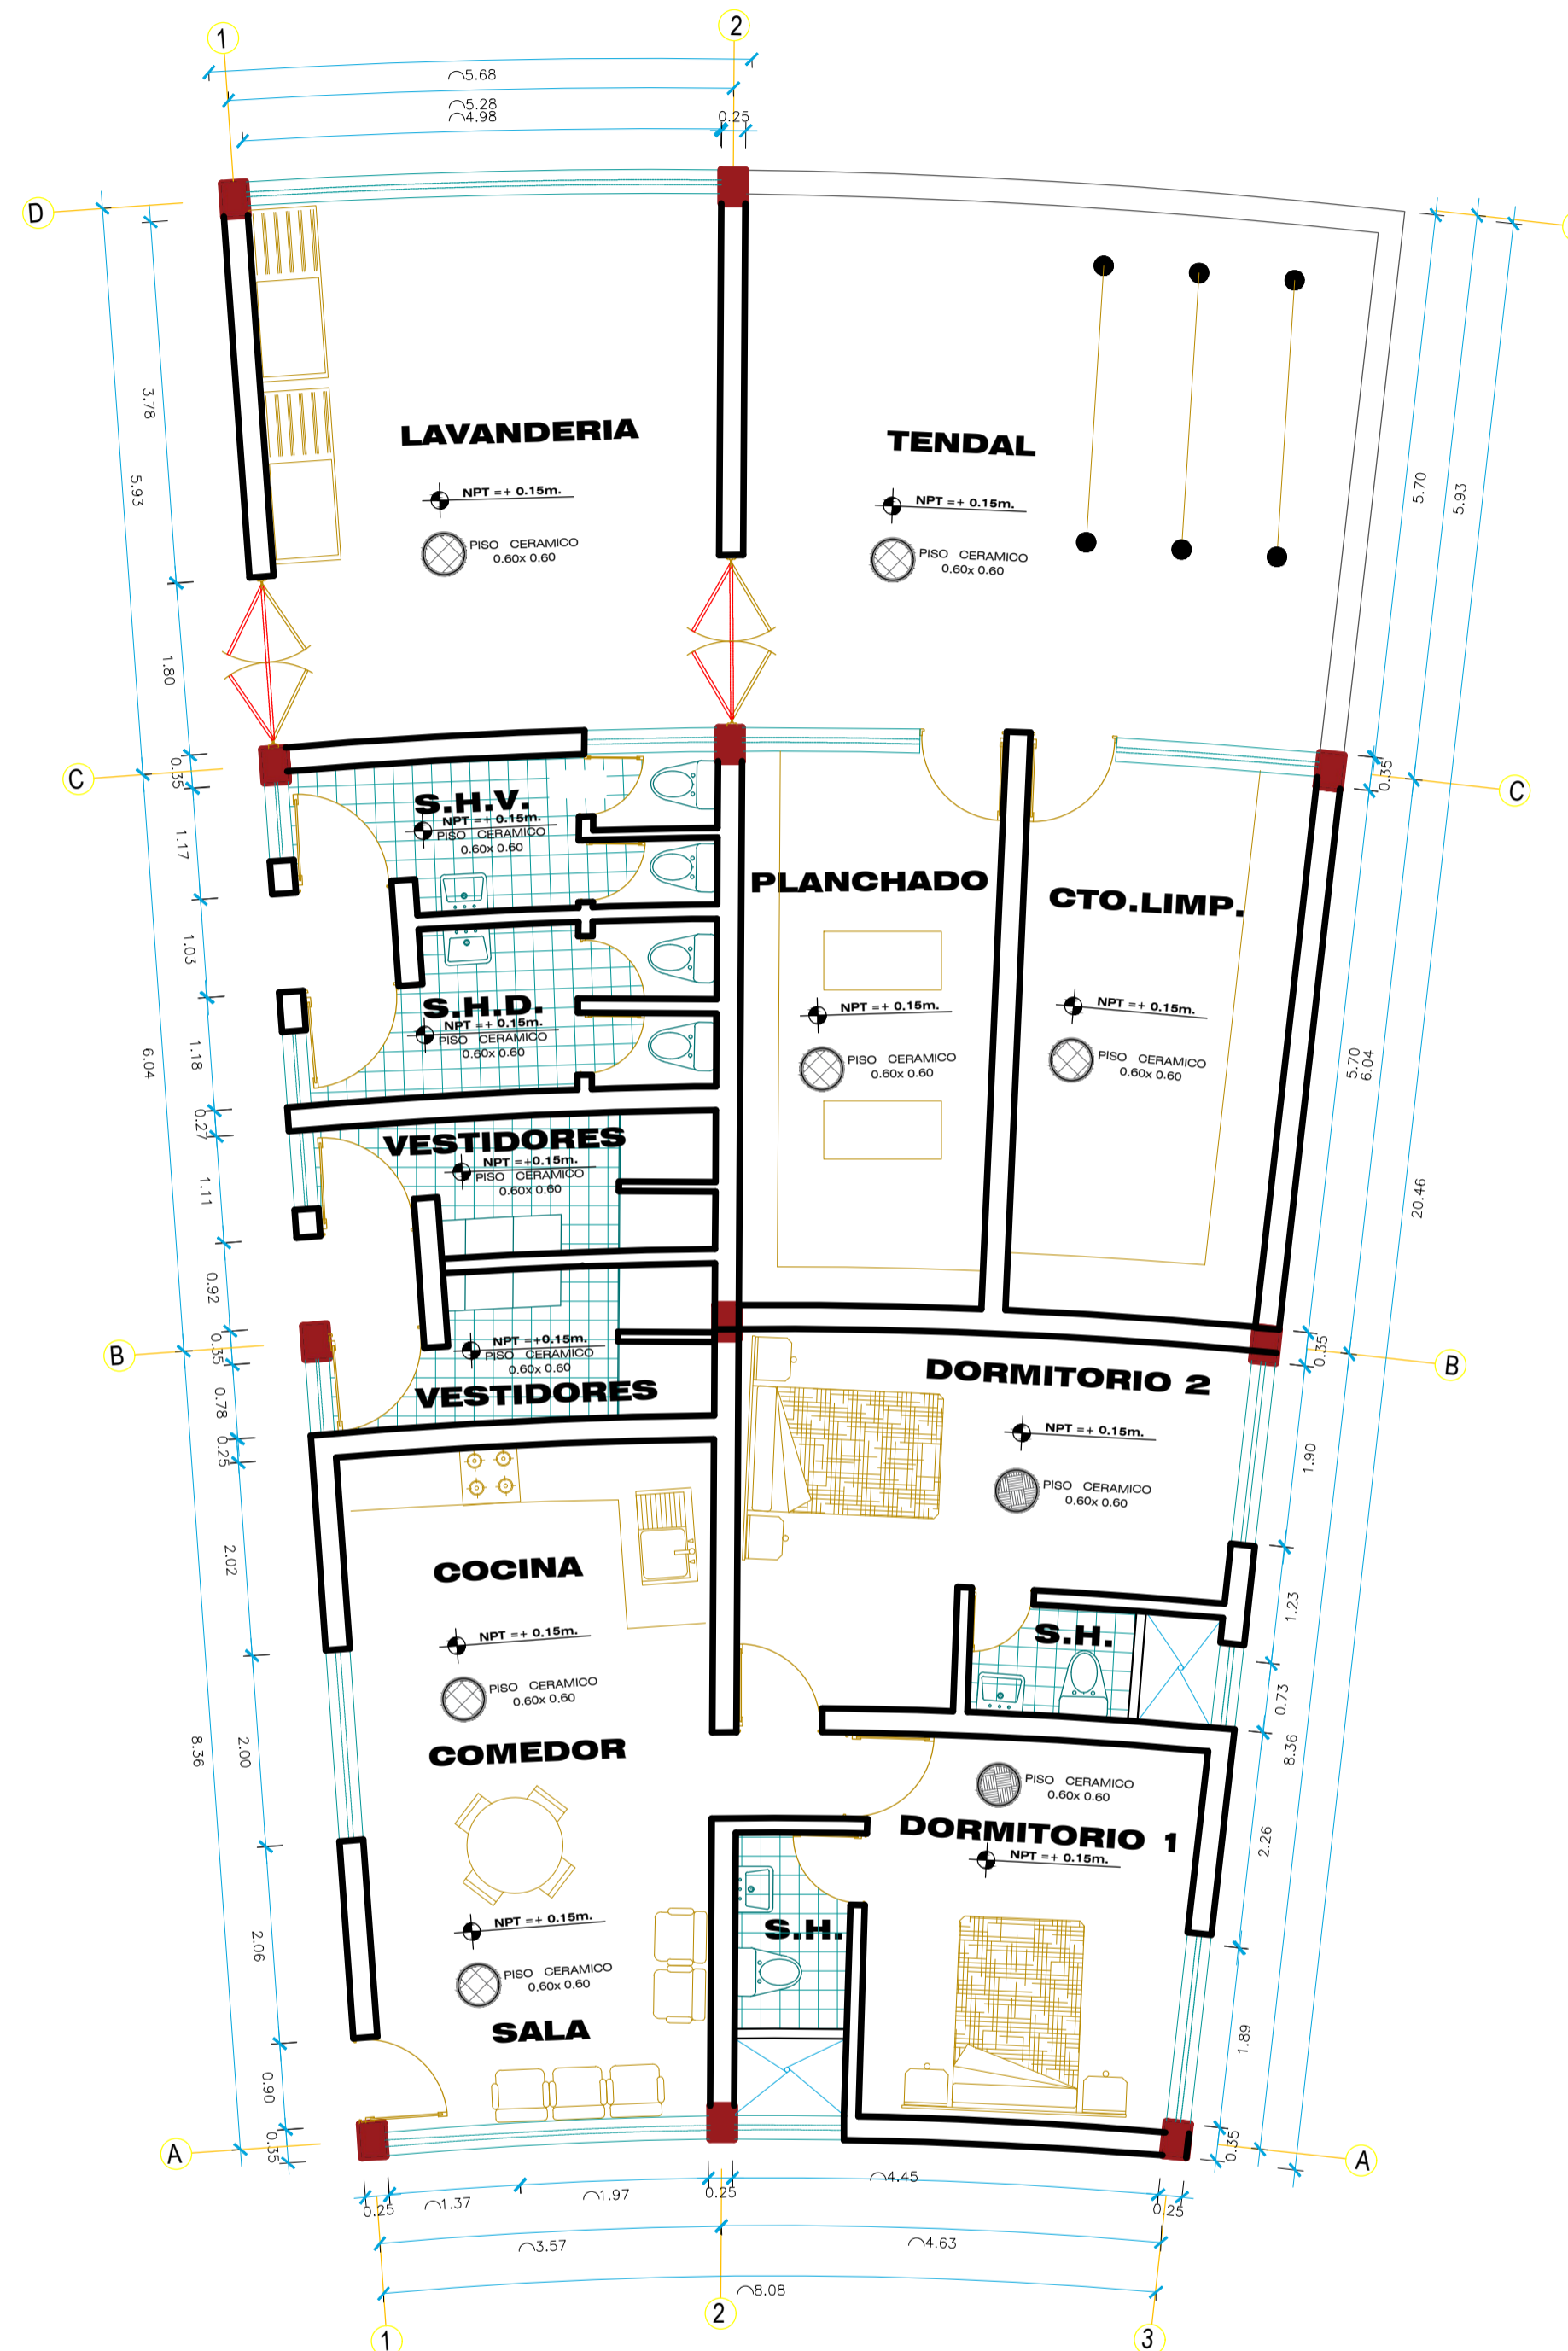 1
2
⌒5.68
⌒5.28
⌒4.98
0.25
D
3.78
5.93
5.70
5.93
LAVANDERIA
NPT =+ 0.15m.
PISO CERAMICO
0.60x 0.60
TENDAL
NPT =+ 0.15m.
PISO CERAMICO
0.60x 0.60
1.80
C
0.35
0.35
C
S.H.V.
NPT =+ 0.15m.
PISO CERAMICO
0.60x 0.60
1.17
PLANCHADO
NPT =+ 0.15m.
PISO CERAMICO
0.60x 0.60
CTO.LIMP.
NPT =+ 0.15m.
PISO CERAMICO
0.60x 0.60
1.03
S.H.D.
NPT =+ 0.15m.
PISO CERAMICO
0.60x 0.60
6.04
1.18
5.70
6.04
0.27
VESTIDORES
NPT =+0.15m.
PISO CERAMICO
0.60x 0.60
1.11
20.46
0.92
B
0.35
0.35
B
NPT =+0.15m.
PISO CERAMICO
0.60x 0.60
VESTIDORES
0.78
0.25
DORMITORIO 2
NPT =+ 0.15m.
PISO CERAMICO
0.60x 0.60
1.90
2.02
COCINA
NPT =+ 0.15m.
PISO CERAMICO
0.60x 0.60
1.23
S.H.
0.73
8.36
2.00
8.36
COMEDOR
PISO CERAMICO
0.60x 0.60
DORMITORIO 1
NPT =+ 0.15m.
2.26
NPT =+ 0.15m.
PISO CERAMICO
0.60x 0.60
S.H.
2.06
SALA
1.89
0.90
A
0.35
0.35
A
0.25
⌒1.37
⌒1.97
0.25
⌒4.45
0.25
⌒3.57
⌒4.63
⌒8.08
1
2
3